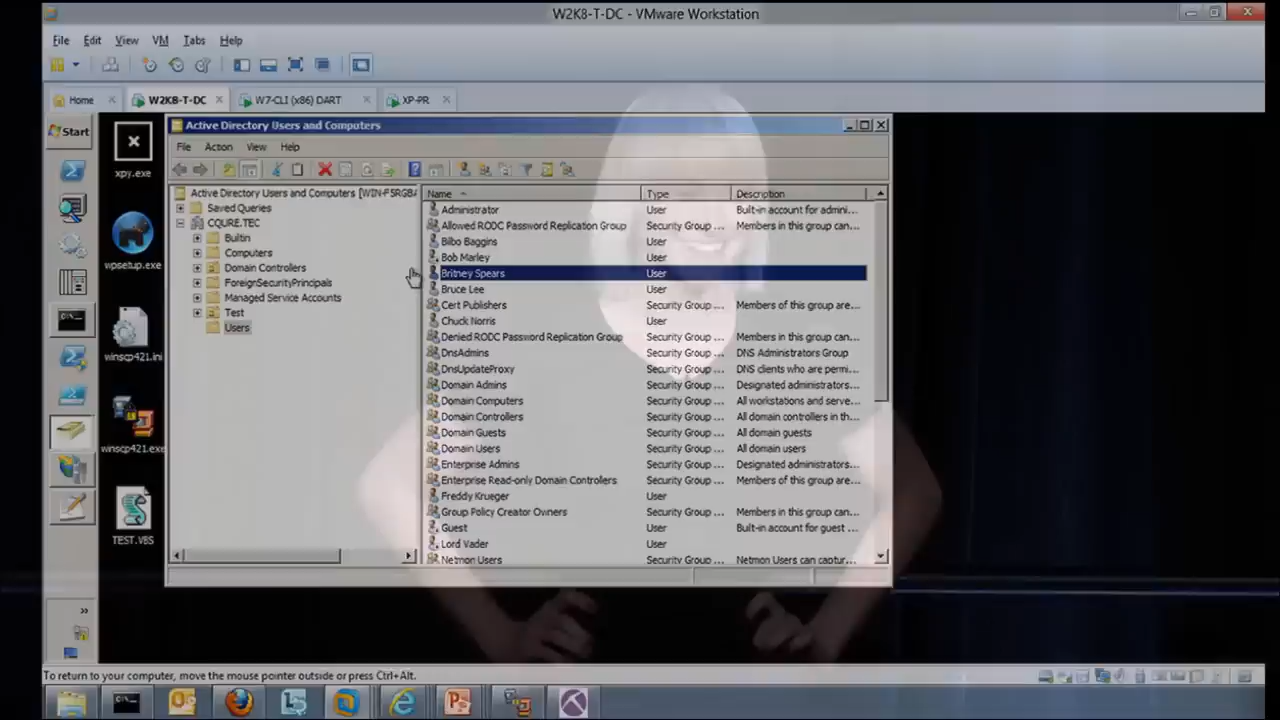 W2K8-T-DC - VMware Workstation
File Edit View VM Tabs Help
Home W2K8-T-DC W7-CLI (x86) DART XP-PR
Start Active Directory Users and Computers
xpy.exe
wpsetup.exe
winscp421.ini
winscp421.exe
TEST.VBS
File Action View Help
Active Directory Users and Computers [WIN-F5RGB
Saved Queries
CQURE.TEC
Builtin
Computers
Domain Controllers
ForeignSecurityPrincipals
Managed Service Accounts
Test
Users
Name Type Description
Administrator User Built-in account for admini...
Allowed RODC Password Replication Group Security Group ... Members in this group can...
Bilbo Baggins User
Bob Marley User
Britney Spears User
Bruce Lee User
Cert Publishers Security Group ... Members of this group are...
Chuck Norris User
Denied RODC Password Replication Group Security Group ... Members in this group can...
DnsAdmins Security Group ... DNS Administrators Group
DnsUpdateProxy Security Group ... DNS clients who are permi...
Domain Admins Security Group ... Designated administrators...
Domain Computers Security Group ... All workstations and serve...
Domain Controllers Security Group ... All domain controllers in th...
Domain Guests Security Group ... All domain guests
Domain Users Security Group ... All domain users
Enterprise Admins Security Group ... Designated administrators...
Enterprise Read-only Domain Controllers Security Group ... Members of this group are...
Freddy Krueger User
Group Policy Creator Owners Security Group ... Members in this group can...
Guest User Built-in account for guest ...
Lord Vader User
Netmon Users Security Group ... Netmon Users can captur...
To return to your computer, move the mouse pointer outside or press Ctrl+Alt.